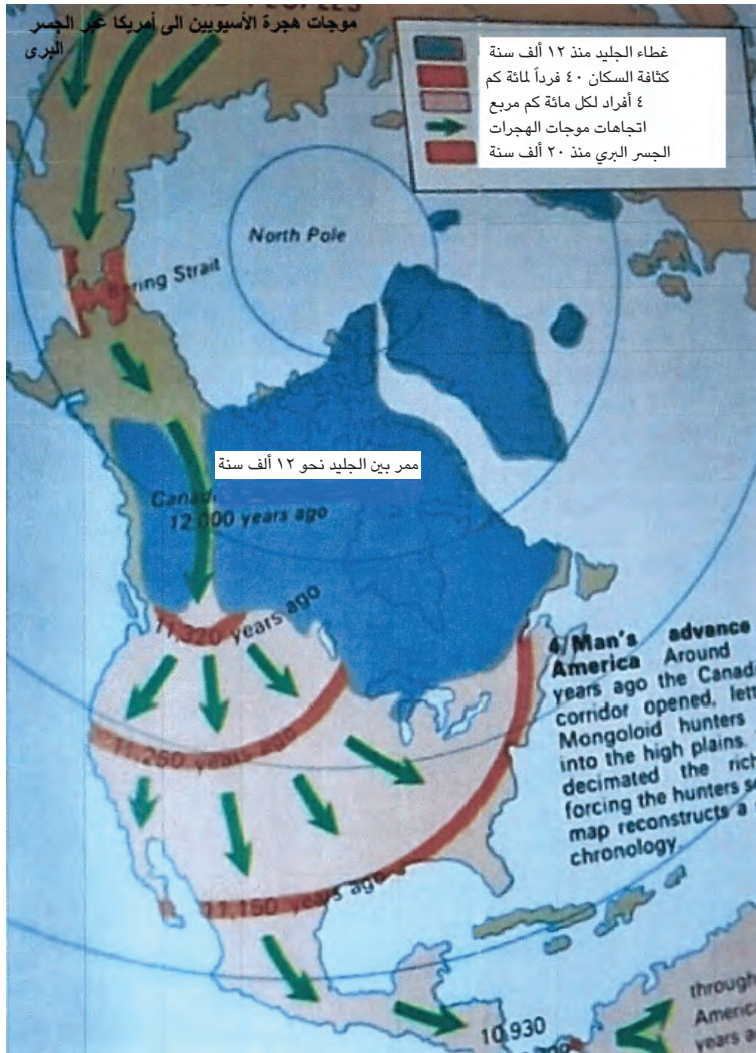 موجات هجرة الأسيويين الى أمريكا عبر الجسر
البرى
غطاء الجليد منذ ١٢ ألف سنة
كثافة السكان ٤٠ فرداً لمائة كم
٤ أفراد لكل مائة كم مربع
اتجاهات موجات الهجرات
الجسر البري منذ ٢٠ ألف سنة
North Pole
Bering Strait
ممر بين الجليد نحو ١٢ ألف سنة
12,000 years ago
11,320 years ago
4/Man's advance
America Around
years ago the Canad
corridor opened, let
Mongoloid hunters
into the high plains.
decimated the rich
forcing the hunters s
map reconstructs a
chronology
11,250 years ago
11,150 years ago
10,930
through
America
years a